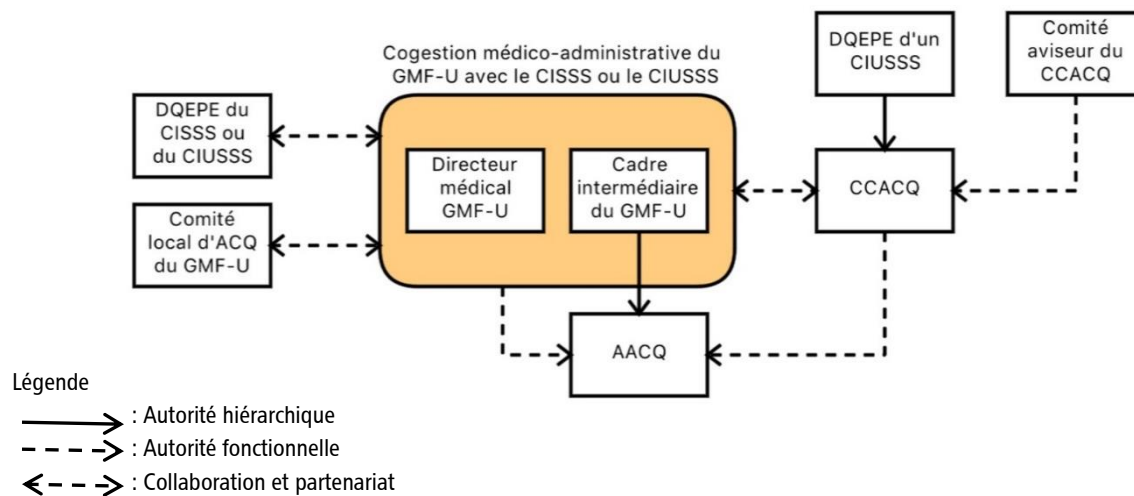 Cogestion médico-administrative du
GMF-U avec le CISSS ou le CIUSSS
DQEPE d'un
CIUSSS
Comité
aviseur du
CCACQ
DQEPE du
CISSS ou
du CIUSSS
Directeur
médical
GMF-U
Cadre
intermédiaire
du GMF-U
CCACQ
Comité
local d'ACQ
du GMF-U
AACQ
Légende
: Autorité hiérarchique
: Autorité fonctionnelle
: Collaboration et partenariat